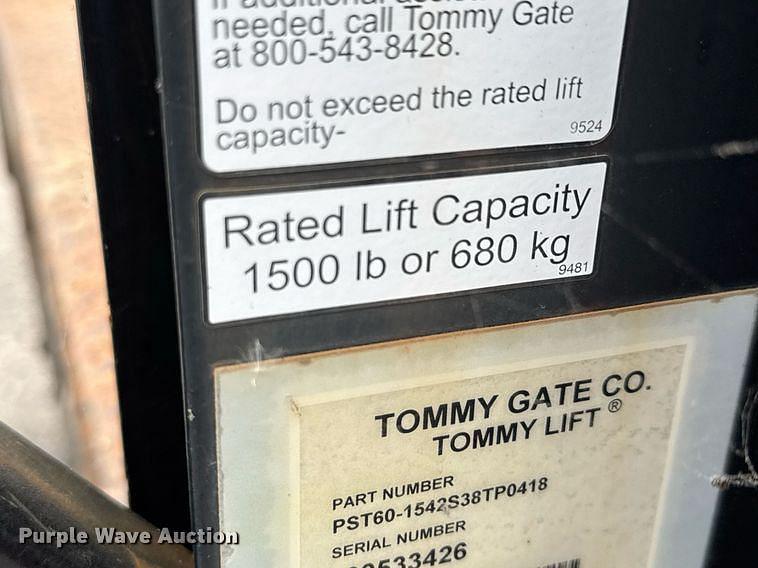 needed, call Tommy Gate
at 800-543-8428.
Do not exceed the rated lift
capacity-
9524
Rated Lift Capacity
1500 lb or 680 kg
9481
TOMMY GATE CO.
TOMMY LIFT ®
PART NUMBER
PST60-1542S38TP0418
SERIAL NUMBER
Purple Wave Auction